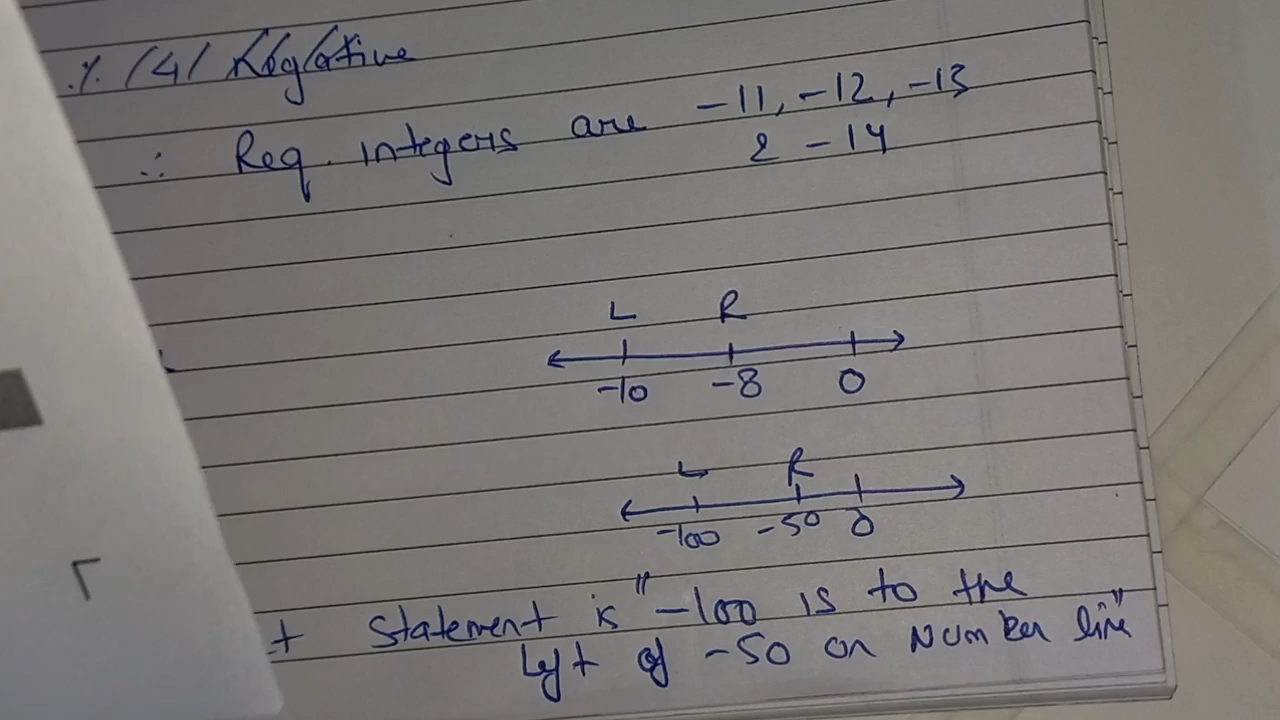 (4) Negative
∴ Req. integers are -11, -12, -13
& -14
L R
-10 -8 0
L R
-100 -50 0
t statement is "-100 is to the
left of -50 on Number line"